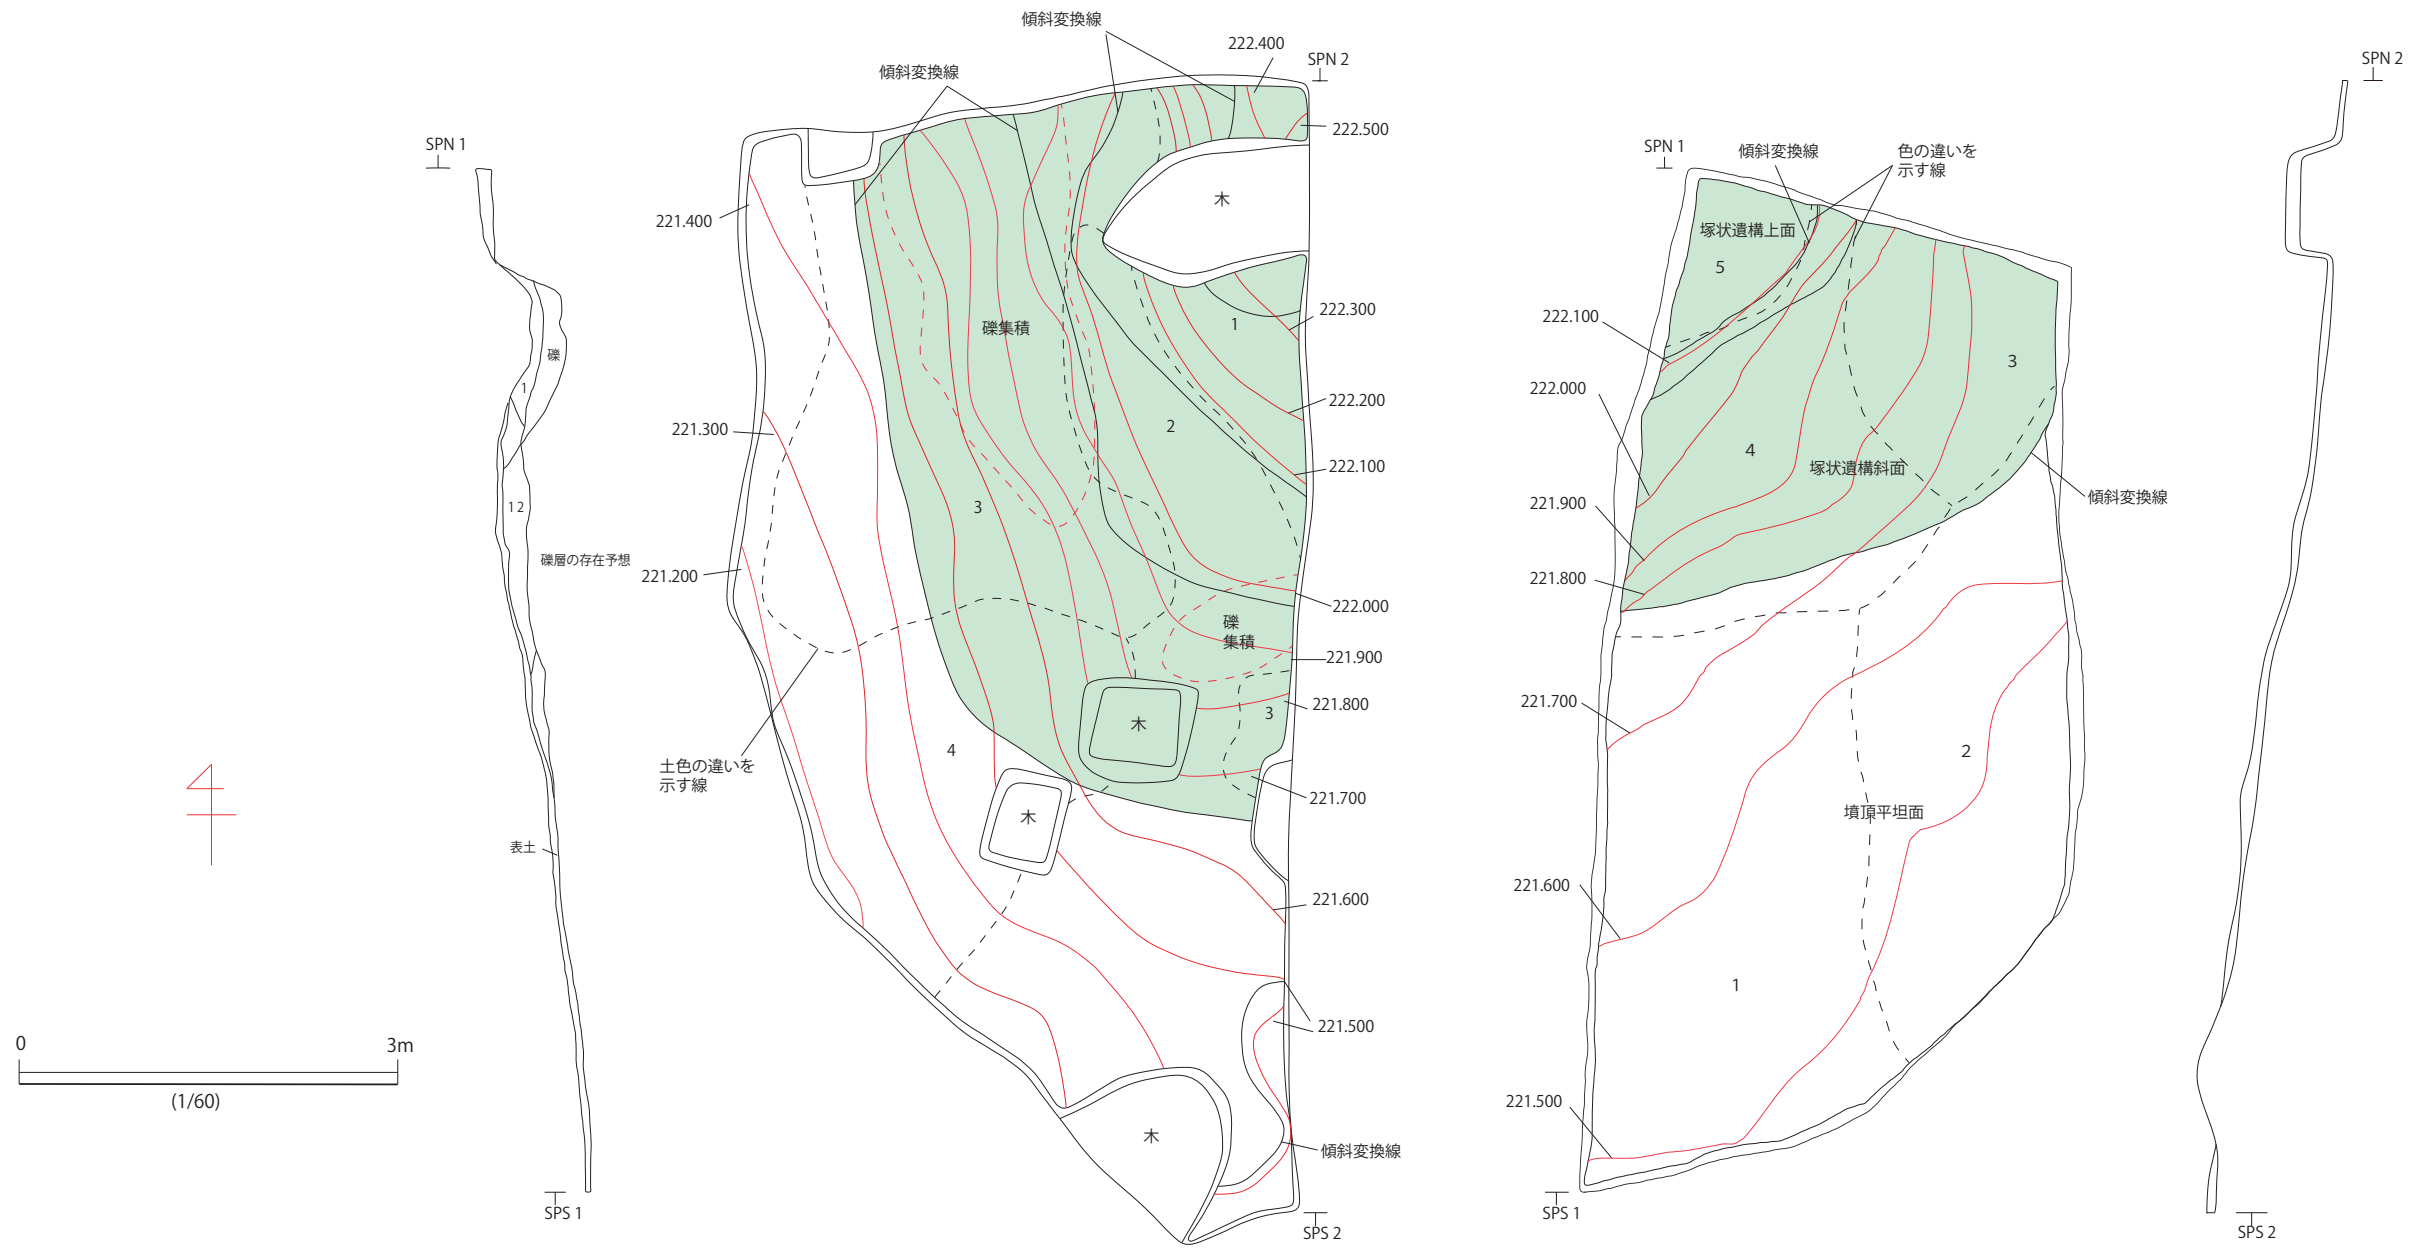 SPN 1
礫
1
1 2
礫層の存在予想
表土
SPS 1
0
3m
(1/60)
傾斜変換線
傾斜変換線
222.400
SPN 2
222.500
木
221.400
礫集積
1
222.300
221.300
2
222.200
222.100
3
221.200
222.000
礫
集積
221.900
木
3
221.800
4
土色の違いを
示す線
221.700
木
221.600
221.500
木
傾斜変換線
SPS 2
SPN 1
傾斜変換線
色の違いを
示す線
塚状遺構上面
5
222.100
3
222.000
4
塚状遺構斜面
傾斜変換線
221.900
221.800
221.700
2
墳頂平坦面
221.600
1
221.500
SPS 1
SPN 2
SPS 2